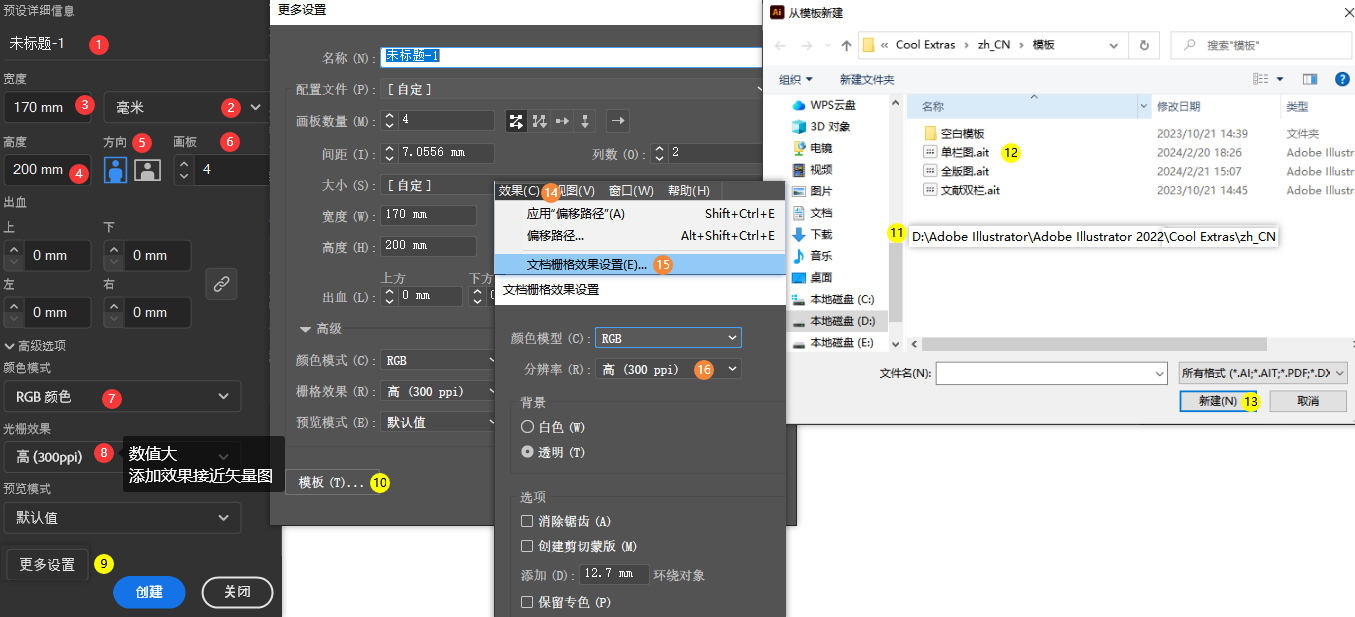 预设详细信息
未标题-1
1
宽度
170 mm
3
毫米
2
高度
方向
5
画板
6
200 mm
4
4
出血
上
下
0 mm
0 mm
左
右
0 mm
0 mm
高级选项
颜色模式
RGB 颜色
7
光栅效果
高 (300ppi)
8
数值大
添加效果接近矢量图
预览模式
默认值
更多设置
9
创建
关闭
更多设置
名称 (N):
未标题-1
配置文件 (P):
[自定]
画板数量 (M):
4
间距 (I):
7.0556 mm
列数 (O):
2
大小 (S):
[自定]
宽度 (W):
170 mm
高度 (H):
200 mm
上方
下方
出血 (L):
0 mm
高级
颜色模式 (C):
RGB
栅格效果 (R):
高 (300 ppi)
预览模式 (E):
默认值
模板 (T)...
10
效果(C)
14
视图(V)
窗口(W)
帮助(H)
应用“偏移路径”(A)
Shift+Ctrl+E
偏移路径...
Alt+Shift+Ctrl+E
文档栅格效果设置(E)...
15
文档栅格效果设置
颜色模型 (C):
RGB
分辨率 (R):
高 (300 ppi)
16
背景
白色 (W)
透明 (T)
选项
消除锯齿 (A)
创建剪切蒙版 (M)
添加 (D):
12.7 mm
环绕对象
保留专色 (P)
Ai
从模板新建
« Cool Extras › zh_CN › 模板
搜索"模板"
组织
新建文件夹
?
WPS云盘
3D 对象
电镜
视频
图片
文档
下载
音乐
桌面
本地磁盘 (C:)
本地磁盘 (D:)
本地磁盘 (E:)
名称
修改日期
类型
空白模板
2023/10/21 14:39
文件夹
单栏图.ait
12
2024/2/20 18:26
Adobe Illustr
全版图.ait
2024/2/21 15:07
Adobe Illustr
文献双栏.ait
2023/10/21 14:45
Adobe Illustr
11
D:\Adobe Illustrator\Adobe Illustrator 2022\Cool Extras\zh_CN
文件名(N):
所有格式 (*.AI;*.AIT;*.PDF;*.DX
新建(N)
13
取消